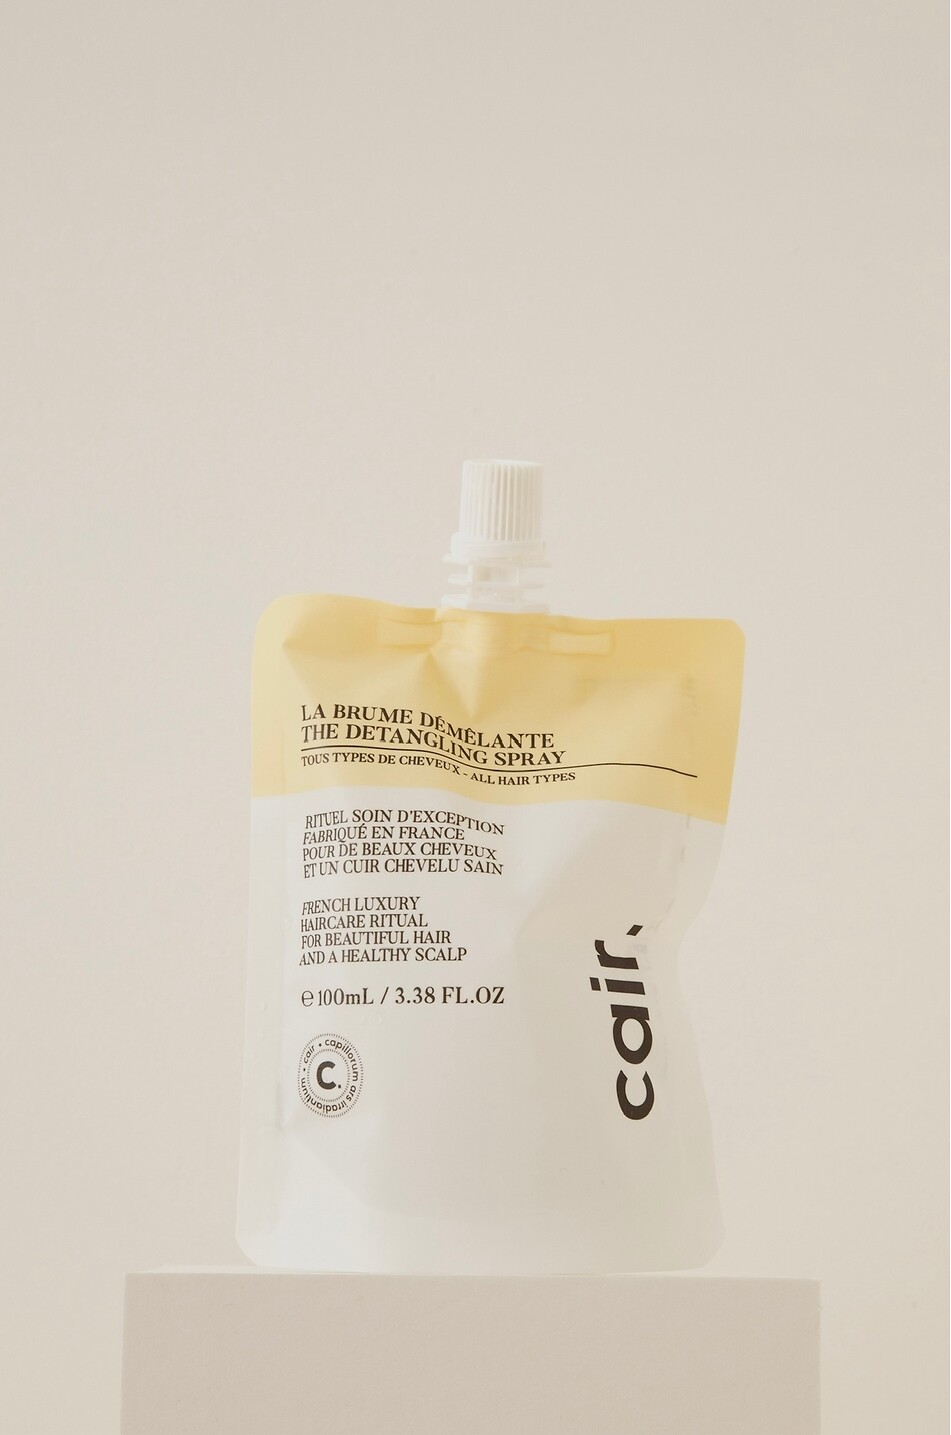 LA BRUME DÉMÊLANTE
THE DETANGLING SPRAY
TOUS TYPES DE CHEVEUX - ALL HAIR TYPES
RITUEL SOIN D'EXCEPTION
FABRIQUÉ EN FRANCE
POUR DE BEAUX CHEVEUX
ET UN CUIR CHEVELU SAIN
FRENCH LUXURY
HAIRCARE RITUAL
FOR BEAUTIFUL HAIR
AND A HEALTHY SCALP
℮ 100mL / 3.38 FL.OZ
cair.
cair • capillorum ars irradiantium •
C.